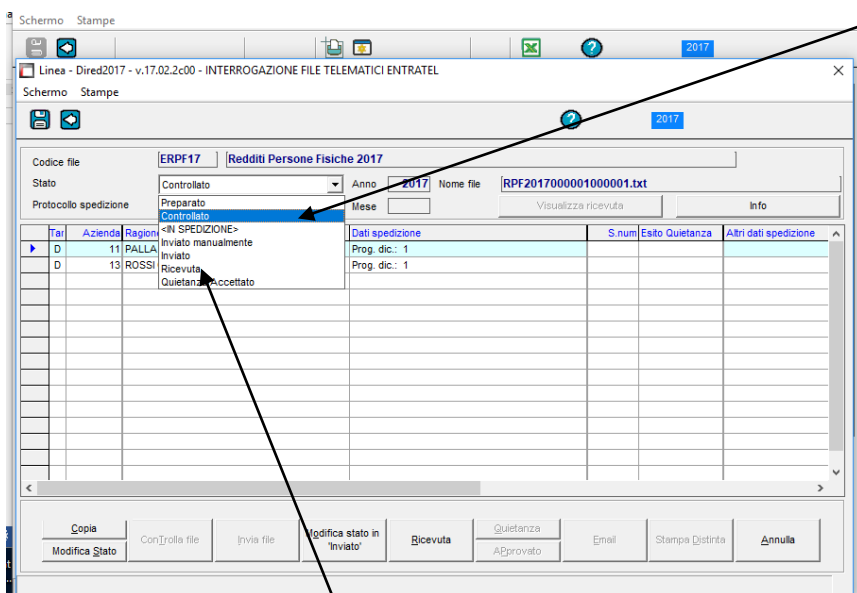 Schermo Stampe
2017
Linea - Dired2017 - v.17.02.2c00 - INTERROGAZIONE FILE TELEMATICI ENTRATEL
Schermo Stampe
2017
Codice file ERPF17 Redditi Persone Fisiche 2017
Stato Controllato Anno 2017 Nome file RPF2017000001000001.txt
Protocollo spedizione Mese Visualizza ricevuta Info
Preparato
Controllato
<IN SPEDIZIONE>
Inviato manualmente
Inviato
Ricevuta
Quietanza Accettato
Tar Azienda Ragione Dati spedizione S.num Esito Quietanza Altri dati spedizione
D 11 PALLA Prog. dic.: 1
D 13 ROSSI Prog. dic.: 1
Copia
Modifica Stato
ConTrolla file
Invia file
Modifica stato in
'Inviato'
Ricevuta
Quietanza
APprovato
Email
Stampa Distinta
Annulla